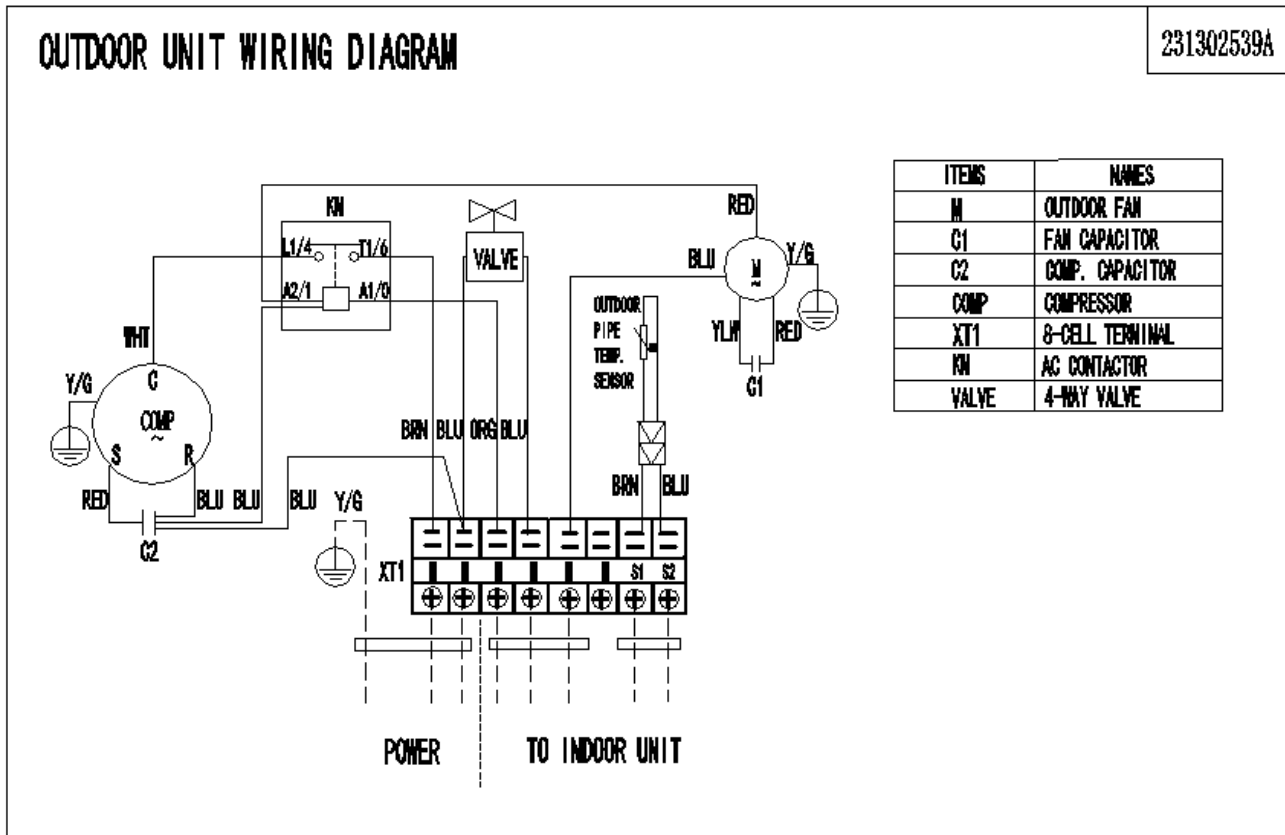 OUTDOOR UNIT WIRING DIAGRAM
231302539A
ITEMS NAMES
M OUTDOOR FAN
C1 FAN CAPACITOR
C2 COMP. CAPACITOR
COMP COMPRESSOR
XT1 8-CELL TERMINAL
KM AC CONTACTOR
VALVE 4-WAY VALVE
KM
L1/4 T1/6
A2/1 A1/0
VALVE
RED
BLU
M
~
Y/G
YLW RED
C1
OUTDOOR
PIPE
TEMP.
SENSOR
WHT
Y/G
C
COMP
~
S R
RED BLU BLU BLU
C2
BRN BLU ORG BLU
BRN BLU
Y/G
XT1
S1 S2
POWER TO INDOOR UNIT